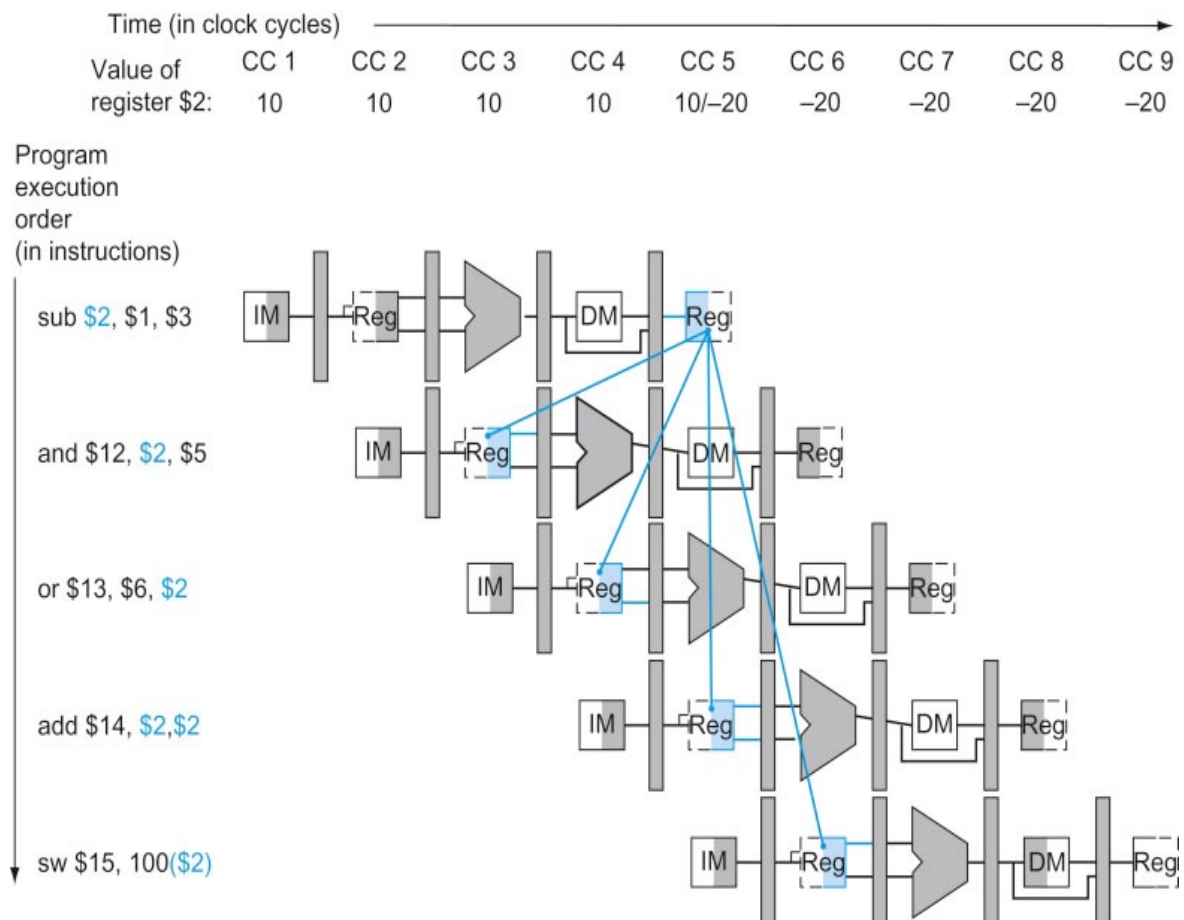 Time (in clock cycles)
Value of register $2:
CC 1 CC 2 CC 3 CC 4 CC 5 CC 6 CC 7 CC 8 CC 9
10 10 10 10 10/–20 –20 –20 –20 –20
Program
execution
order
(in instructions)
sub $2, $1, $3
IM Reg DM Reg
and $12, $2, $5
IM Reg DM Reg
or $13, $6, $2
IM Reg DM Reg
add $14, $2,$2
IM Reg DM Reg
sw $15, 100($2)
IM Reg DM Reg